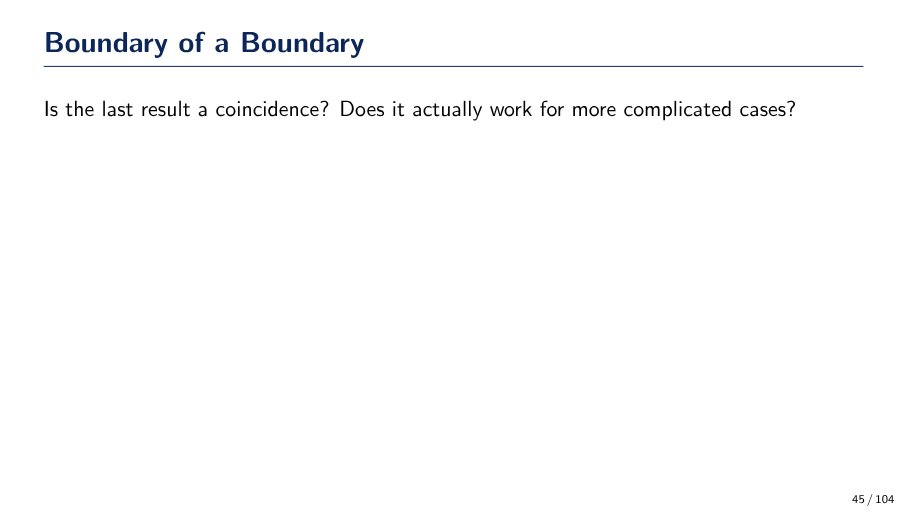 Boundary of a Boundary
Is the last result a coincidence? Does it actually work for more complicated cases?
45 / 104